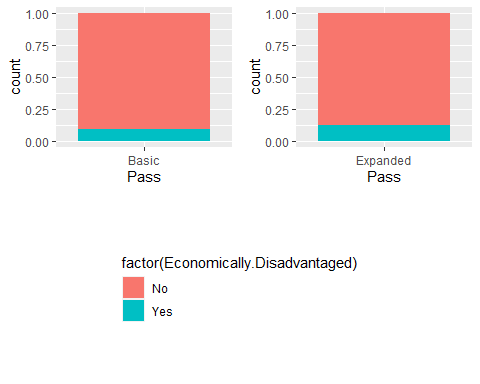 count
1.00
0.75
0.50
0.25
0.00
Basic
Pass
count
1.00
0.75
0.50
0.25
0.00
Expanded
Pass
factor(Economically.Disadvantaged)
No
Yes